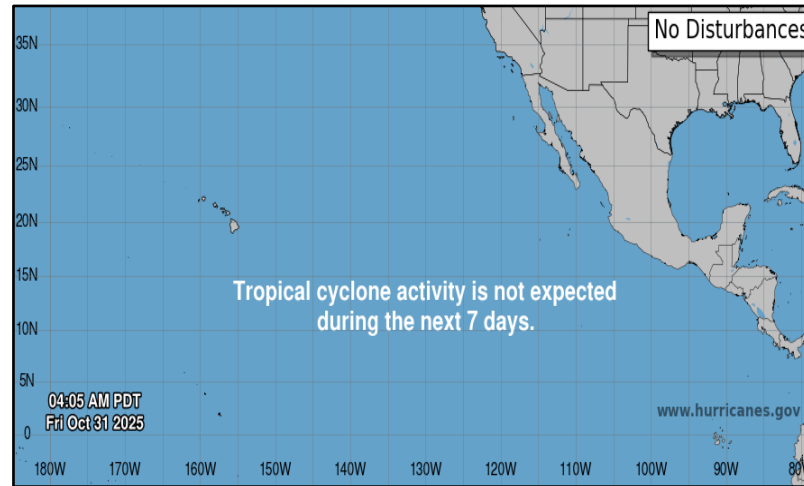 No Disturbances
35N
30N
25N
20N
15N
Tropical cyclone activity is not expected
during the next 7 days.
10N
5N
04:05 AM PDT
Fri Oct 31 2025
www.hurricanes.gov
0
180W 170W 160W 150W 140W 130W 120W 110W 100W 90W 80W